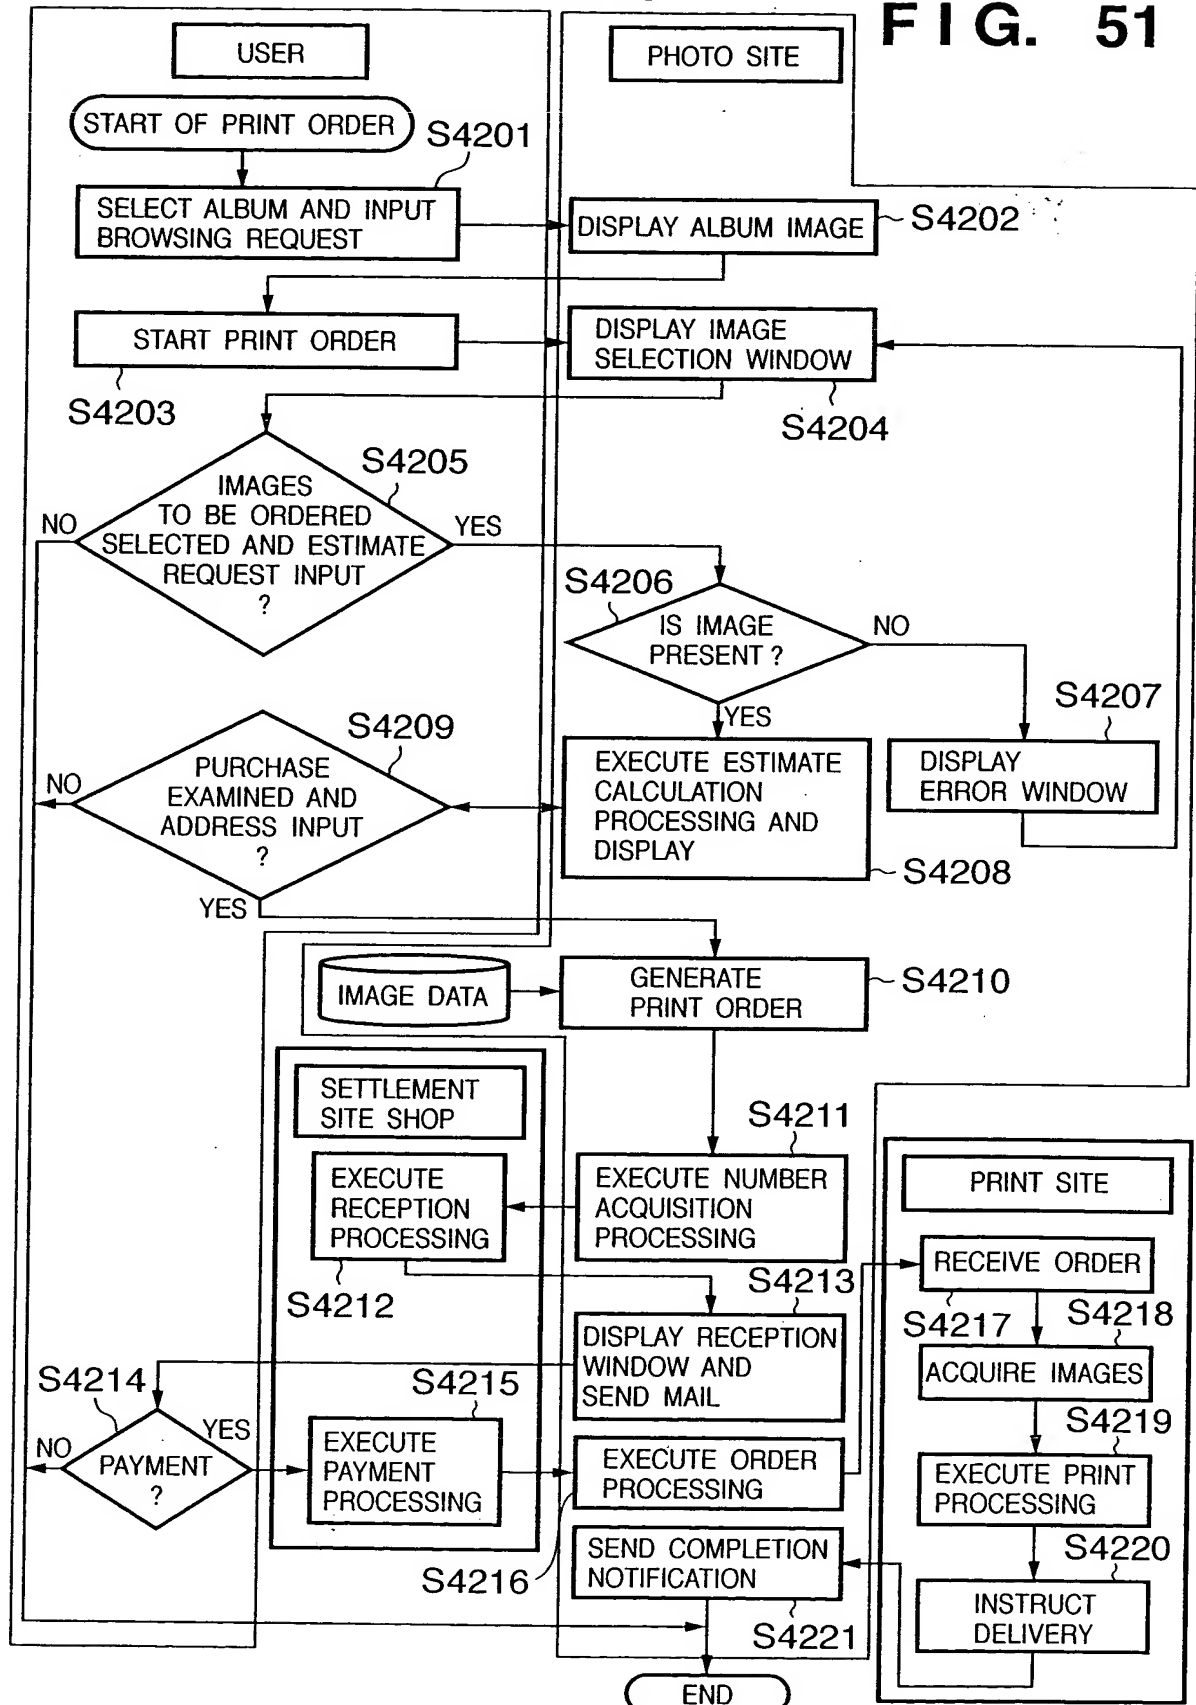 FIG. 51
USER
PHOTO SITE
START OF PRINT ORDER
S4201
SELECT ALBUM AND INPUT
BROWSING REQUEST
DISPLAY ALBUM IMAGE
S4202
START PRINT ORDER
S4203
DISPLAY IMAGE
SELECTION WINDOW
S4204
S4205
IMAGES
TO BE ORDERED
SELECTED AND ESTIMATE
REQUEST INPUT
?
NO
YES
S4206
IS IMAGE
PRESENT ?
NO
YES
S4207
DISPLAY
ERROR WINDOW
S4209
PURCHASE
EXAMINED AND
ADDRESS INPUT
?
NO
YES
EXECUTE ESTIMATE
CALCULATION
PROCESSING AND
DISPLAY
S4208
IMAGE DATA
GENERATE
PRINT ORDER
S4210
SETTLEMENT
SITE SHOP
S4211
EXECUTE NUMBER
ACQUISITION
PROCESSING
EXECUTE
RECEPTION
PROCESSING
S4212
S4213
DISPLAY RECEPTION
WINDOW AND
SEND MAIL
S4214
PAYMENT
?
NO
YES
S4215
EXECUTE
PAYMENT
PROCESSING
EXECUTE ORDER
PROCESSING
S4216
PRINT SITE
RECEIVE ORDER
S4217
S4218
ACQUIRE IMAGES
S4219
EXECUTE PRINT
PROCESSING
S4220
INSTRUCT
DELIVERY
SEND COMPLETION
NOTIFICATION
S4221
END